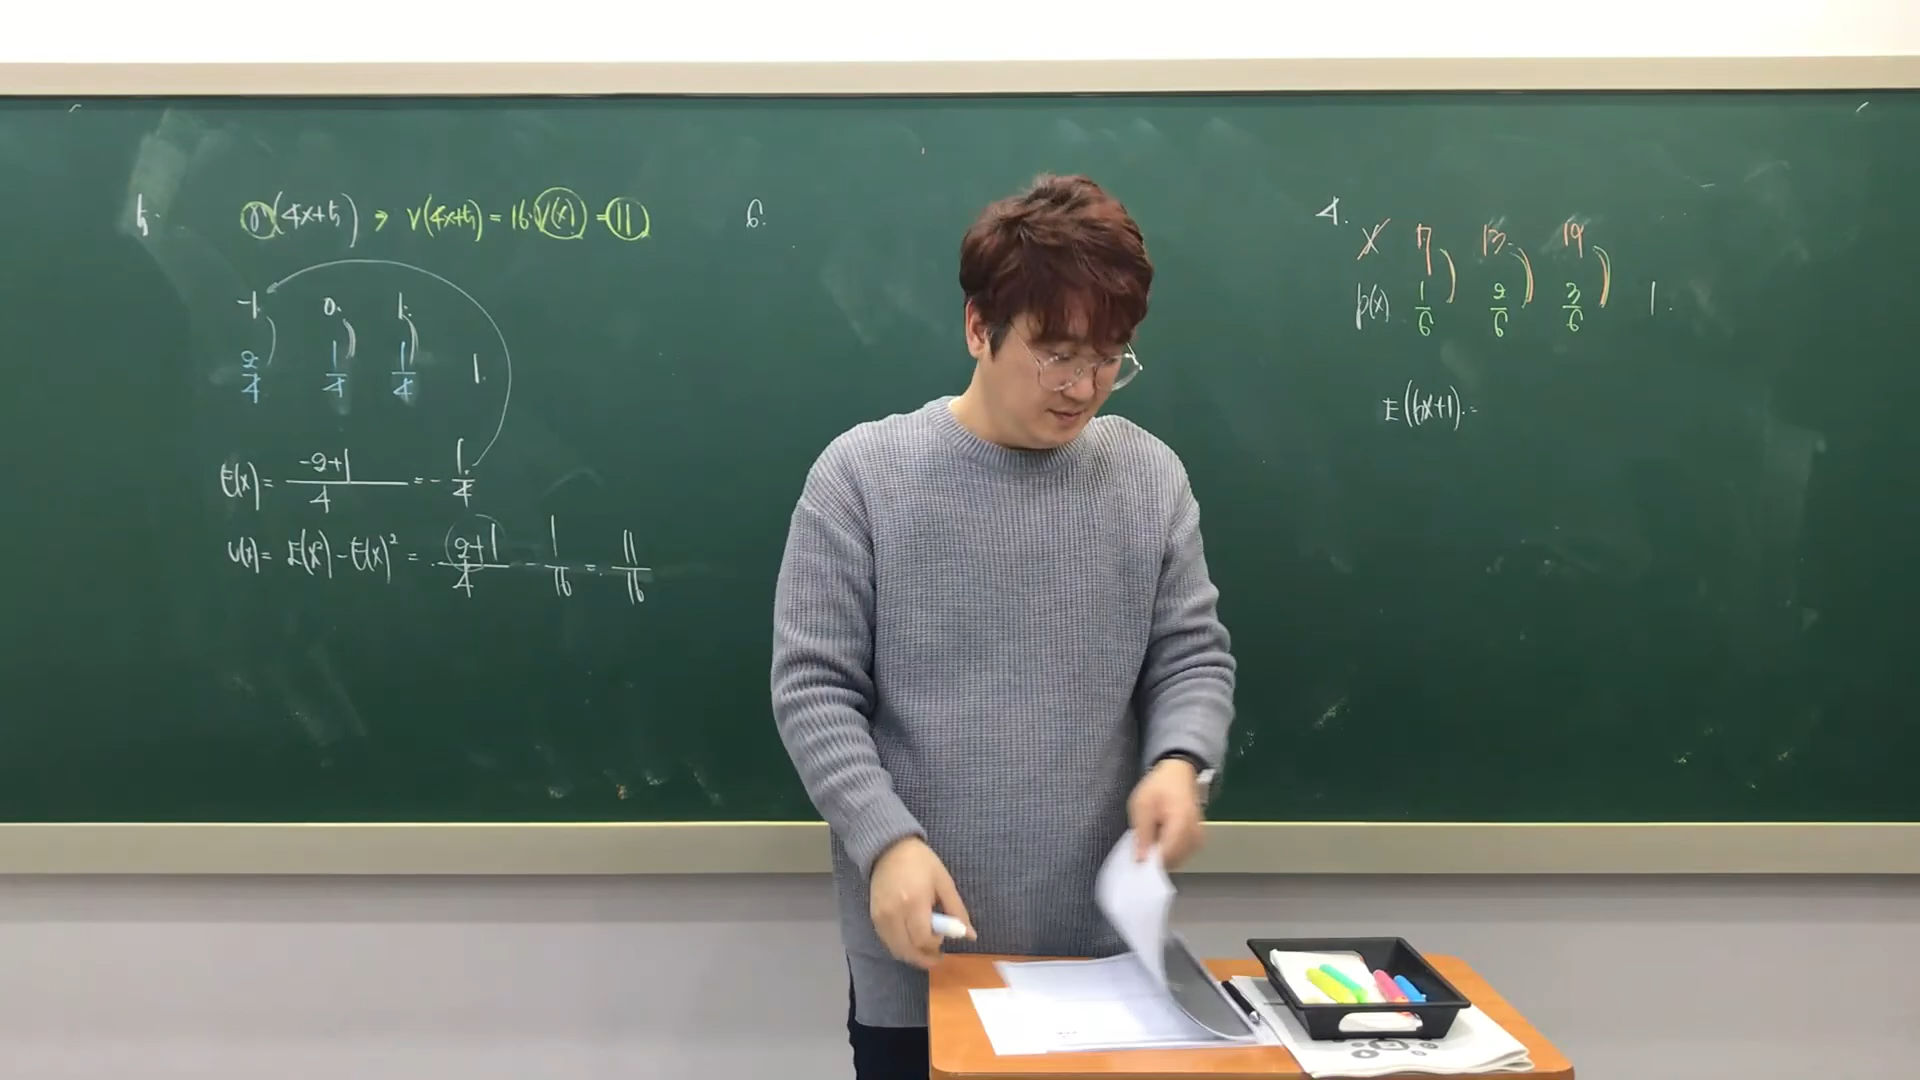 5.
σ(4x+5) → V(4x+5) = 16·V(x) = 11
-1 0 1
2/4 1/4 1/4 1
E(x) = (-2+1)/4 = -1/4
V(x) = E(x²) - E(x)² = (2+1)/4 - 1/16 = 11/16
6.
4.
X 7 13 19
p(x) 1/6 2/6 3/6 1
E(6X+1) =